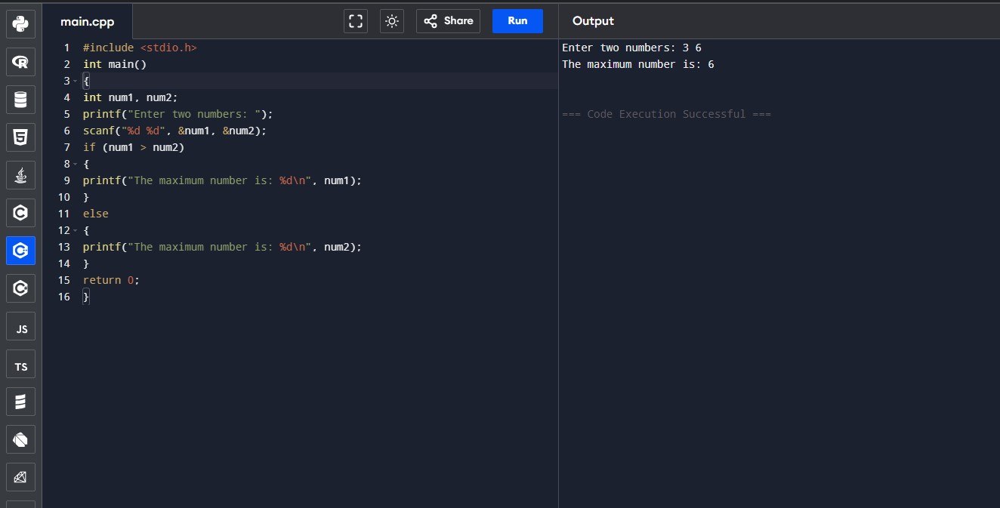 main.cpp
Share
Run
Output
1 #include <stdio.h>
2 int main()
3 {
4 int num1, num2;
5 printf("Enter two numbers: ");
6 scanf("%d %d", &num1, &num2);
7 if (num1 > num2)
8 {
9 printf("The maximum number is: %d\n", num1);
10 }
11 else
12 {
13 printf("The maximum number is: %d\n", num2);
14 }
15 return 0;
16 }
Enter two numbers: 3 6
The maximum number is: 6
=== Code Execution Successful ===
R
5
C
C
C
JS
TS